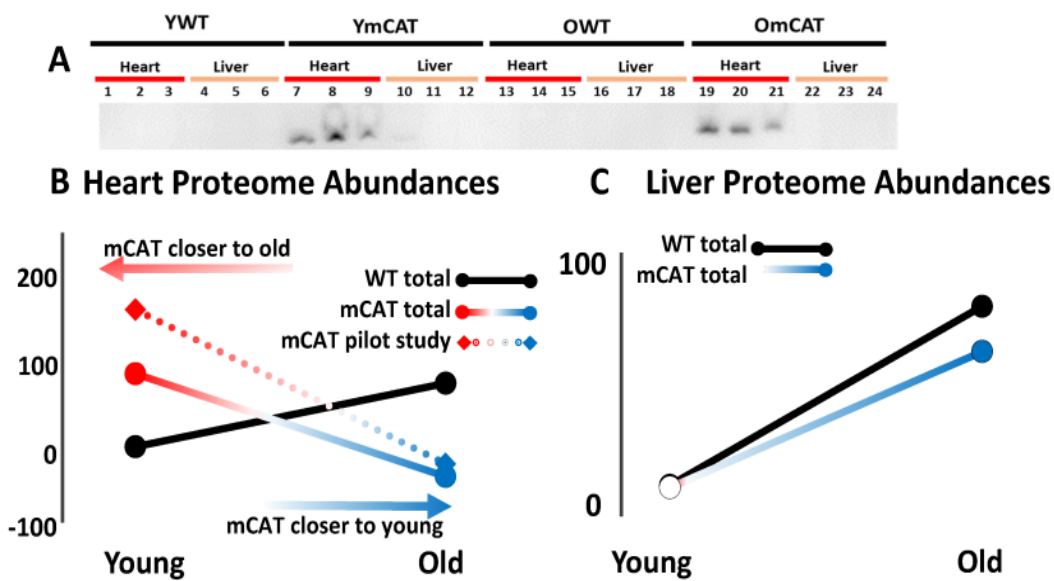 YWT YmCAT OWT OmCAT
A Heart Liver Heart Liver Heart Liver Heart Liver
1 2 3 4 5 6 7 8 9 10 11 12 13 14 15 16 17 18 19 20 21 22 23 24
B Heart Proteome Abundances
mCAT closer to old
WT total
mCAT total
mCAT pilot study
200
100
0
-100
mCAT closer to young
Young Old
C Liver Proteome Abundances
WT total
mCAT total
100
0
Young Old